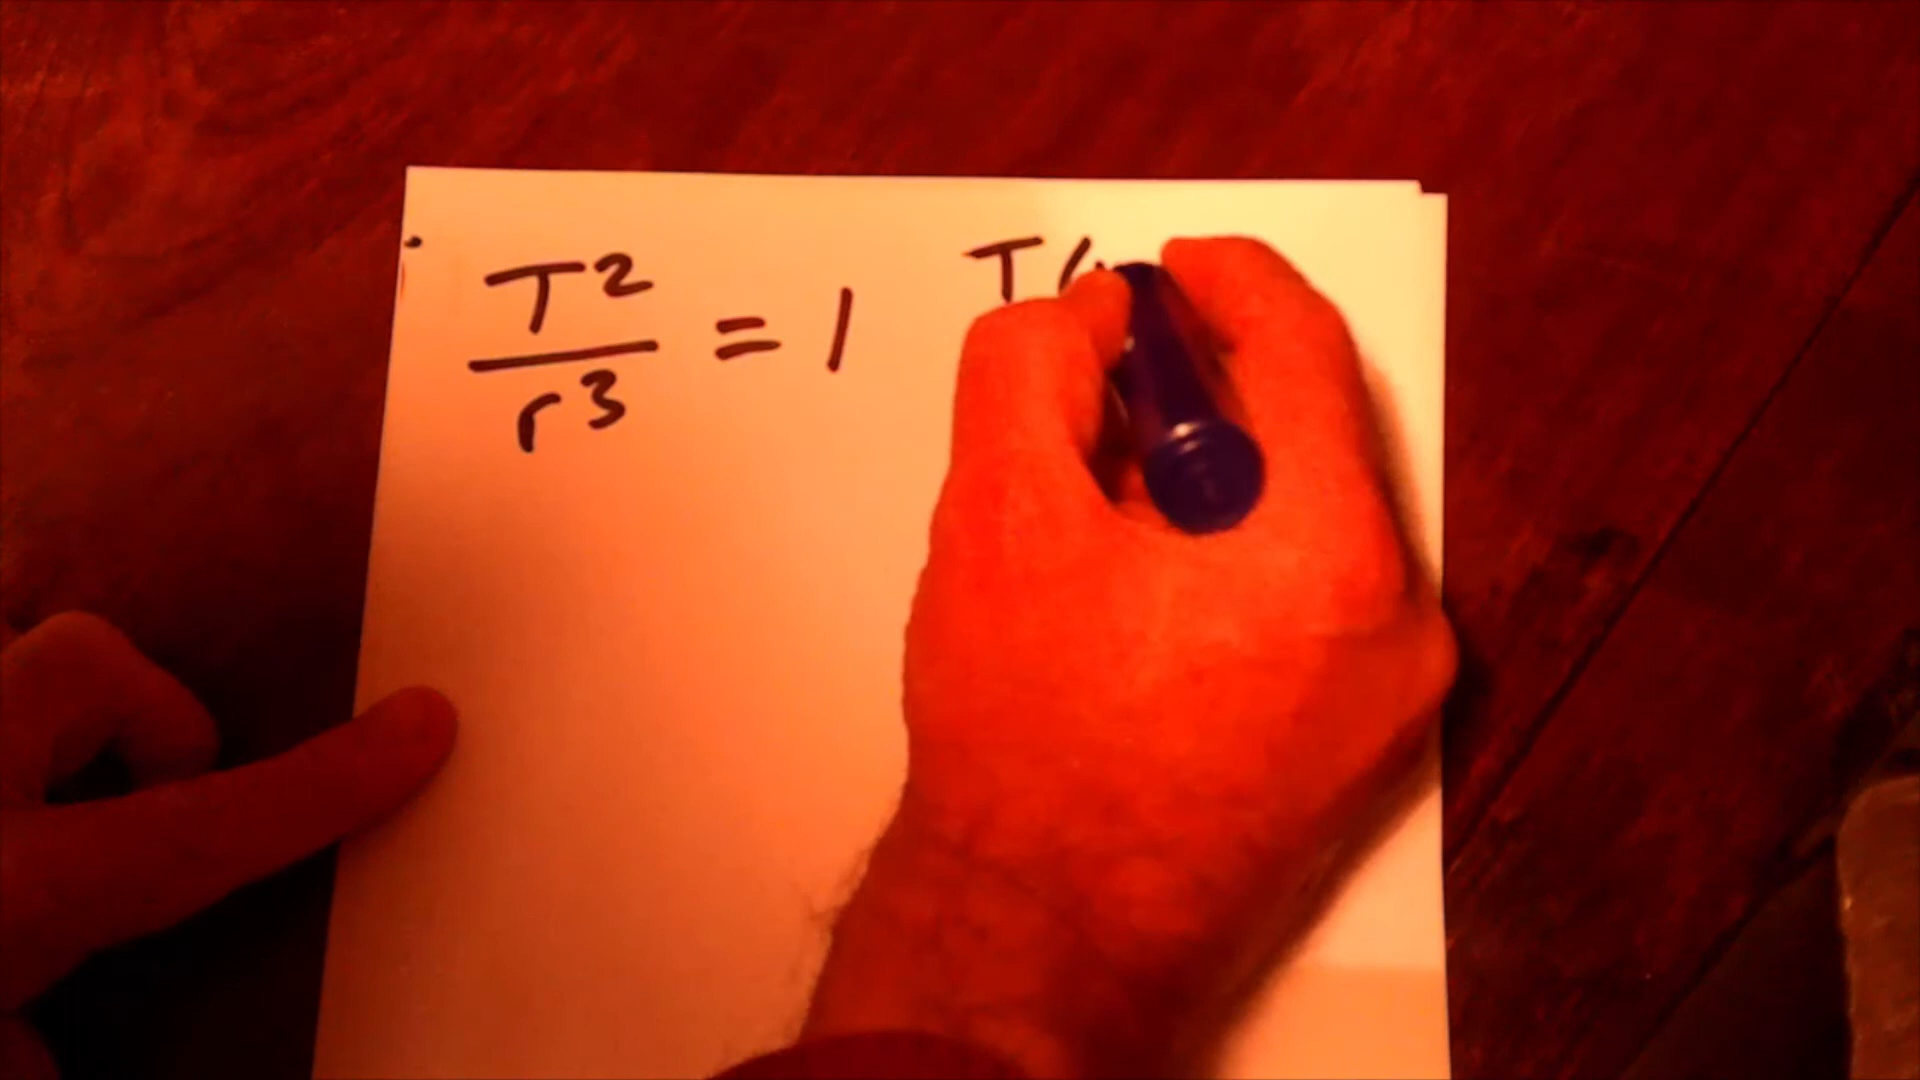 T²
r³ = 1
T(